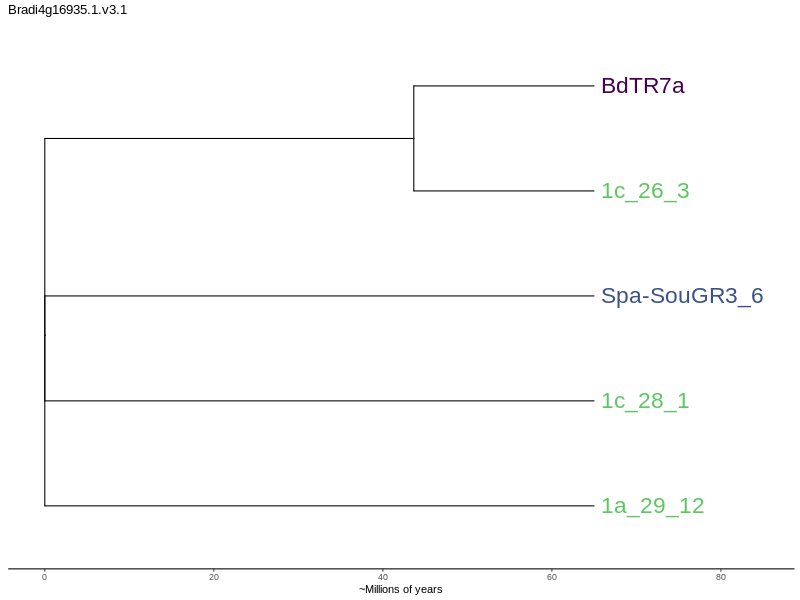 Bradi4g16935.1.v3.1
BdTR7a
1c_26_3
Spa-SouGR3_6
1c_28_1
1a_29_12
0 20 40 60 80
~Millions of years